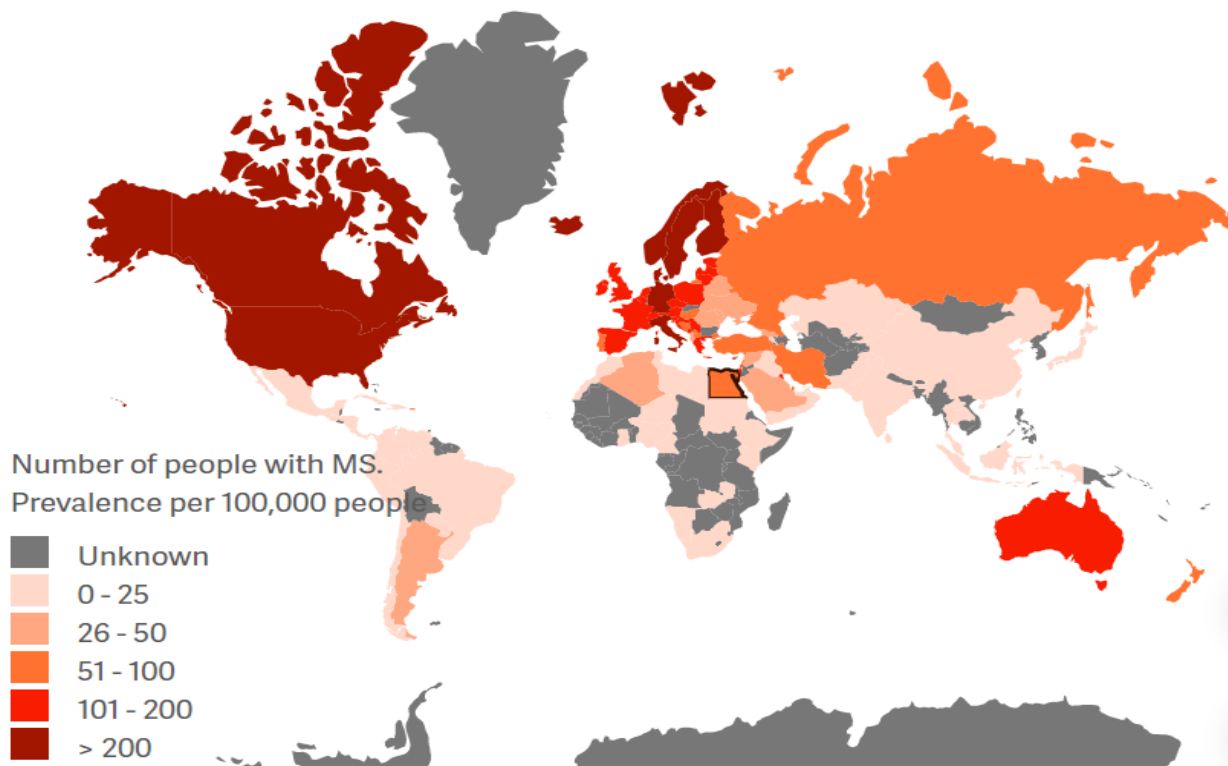 Number of people with MS.
Prevalence per 100,000 people
Unknown
0 - 25
26 - 50
51 - 100
101 - 200
> 200